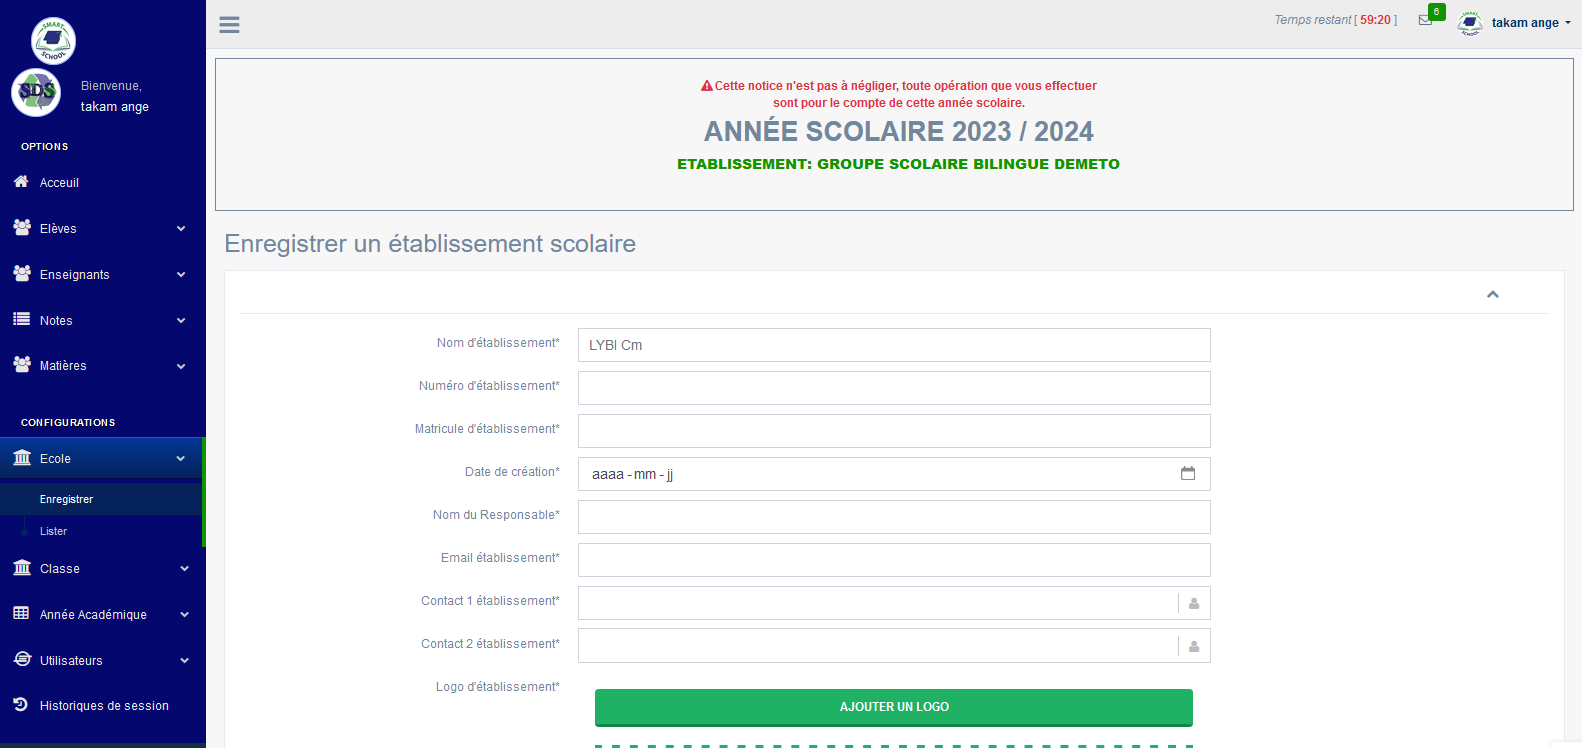 SMART
SCHOOL
SDS
Bienvenue,
takam ange
OPTIONS
Acceuil
Elèves
Enseignants
Notes
Matières
CONFIGURATIONS
Ecole
Enregistrer
Lister
Classe
Année Académique
Utilisateurs
Historiques de session
Temps restant [ 59:20 ]
6
takam ange
Cette notice n'est pas à négliger, toute opération que vous effectuer
sont pour le compte de cette année scolaire.
ANNÉE SCOLAIRE 2023 / 2024
ETABLISSEMENT: GROUPE SCOLAIRE BILINGUE DEMETO
Enregistrer un établissement scolaire
Nom d'établissement* LYBI Cm
Numéro d'établissement*
Matricule d'établissement*
Date de création* aaaa-mm-jj
Nom du Responsable*
Email établissement*
Contact 1 établissement*
Contact 2 établissement*
Logo d'établissement*
AJOUTER UN LOGO